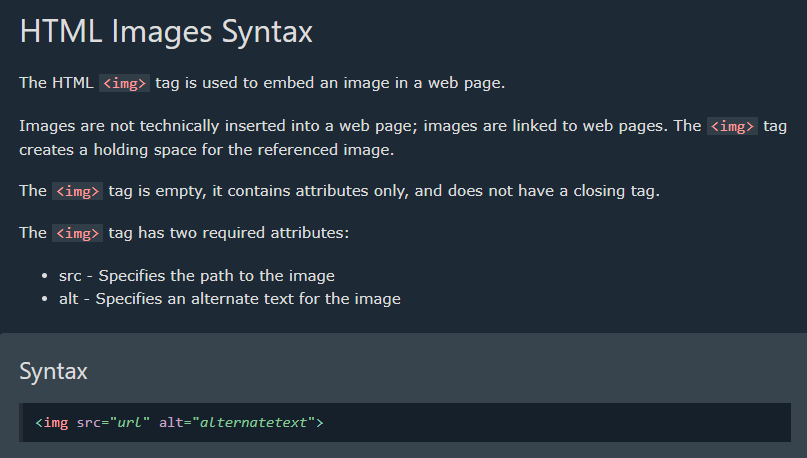 HTML Images Syntax
The HTML <img> tag is used to embed an image in a web page.
Images are not technically inserted into a web page; images are linked to web pages. The <img> tag
creates a holding space for the referenced image.
The <img> tag is empty, it contains attributes only, and does not have a closing tag.
The <img> tag has two required attributes:
• src - Specifies the path to the image
• alt - Specifies an alternate text for the image
Syntax
<img src="url" alt="alternatetext">